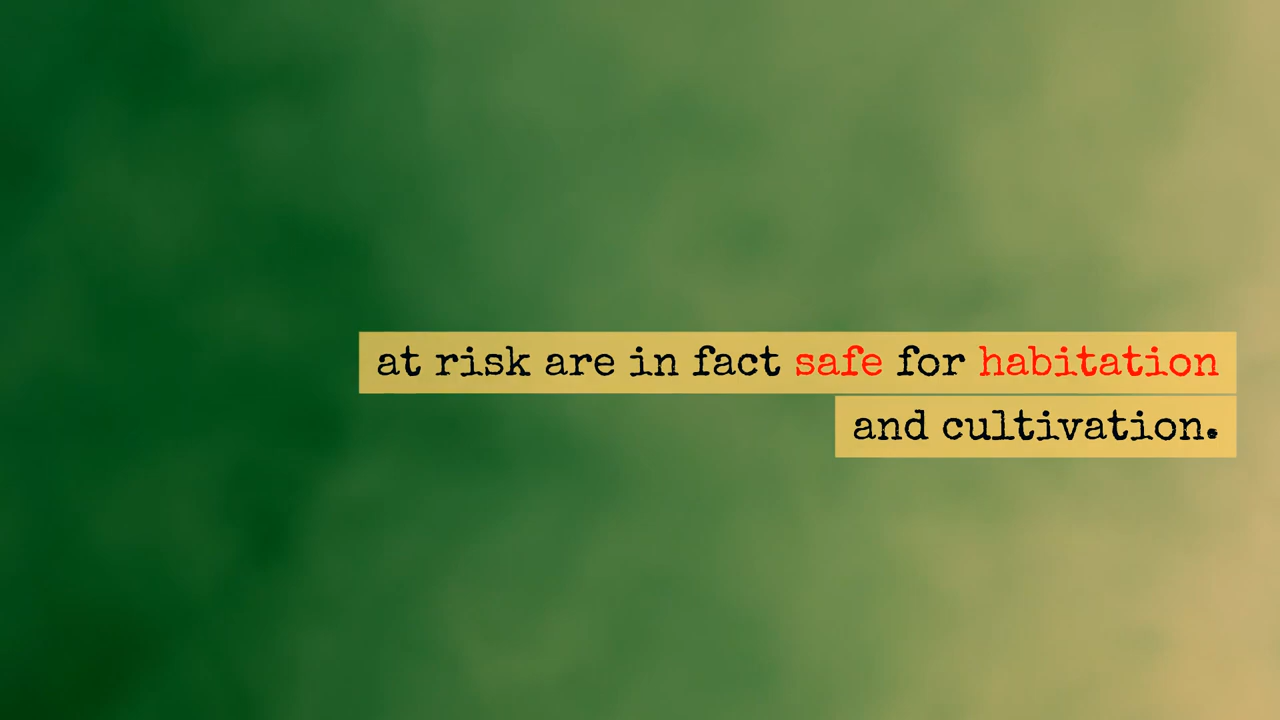 at risk are in fact safe for habitation
and cultivation.